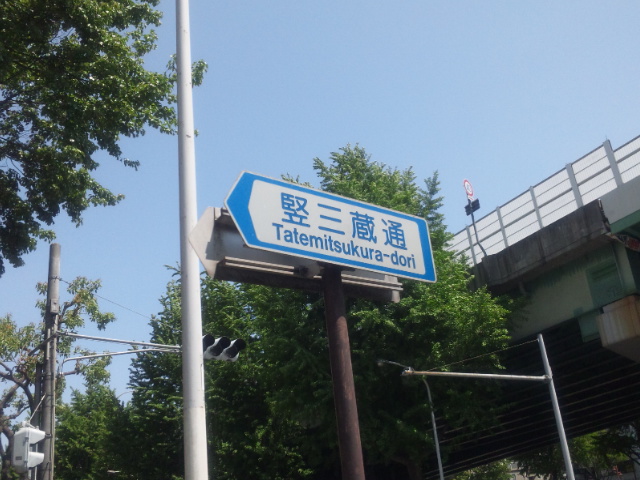 竪三蔵通
Tatemitsukura-dori